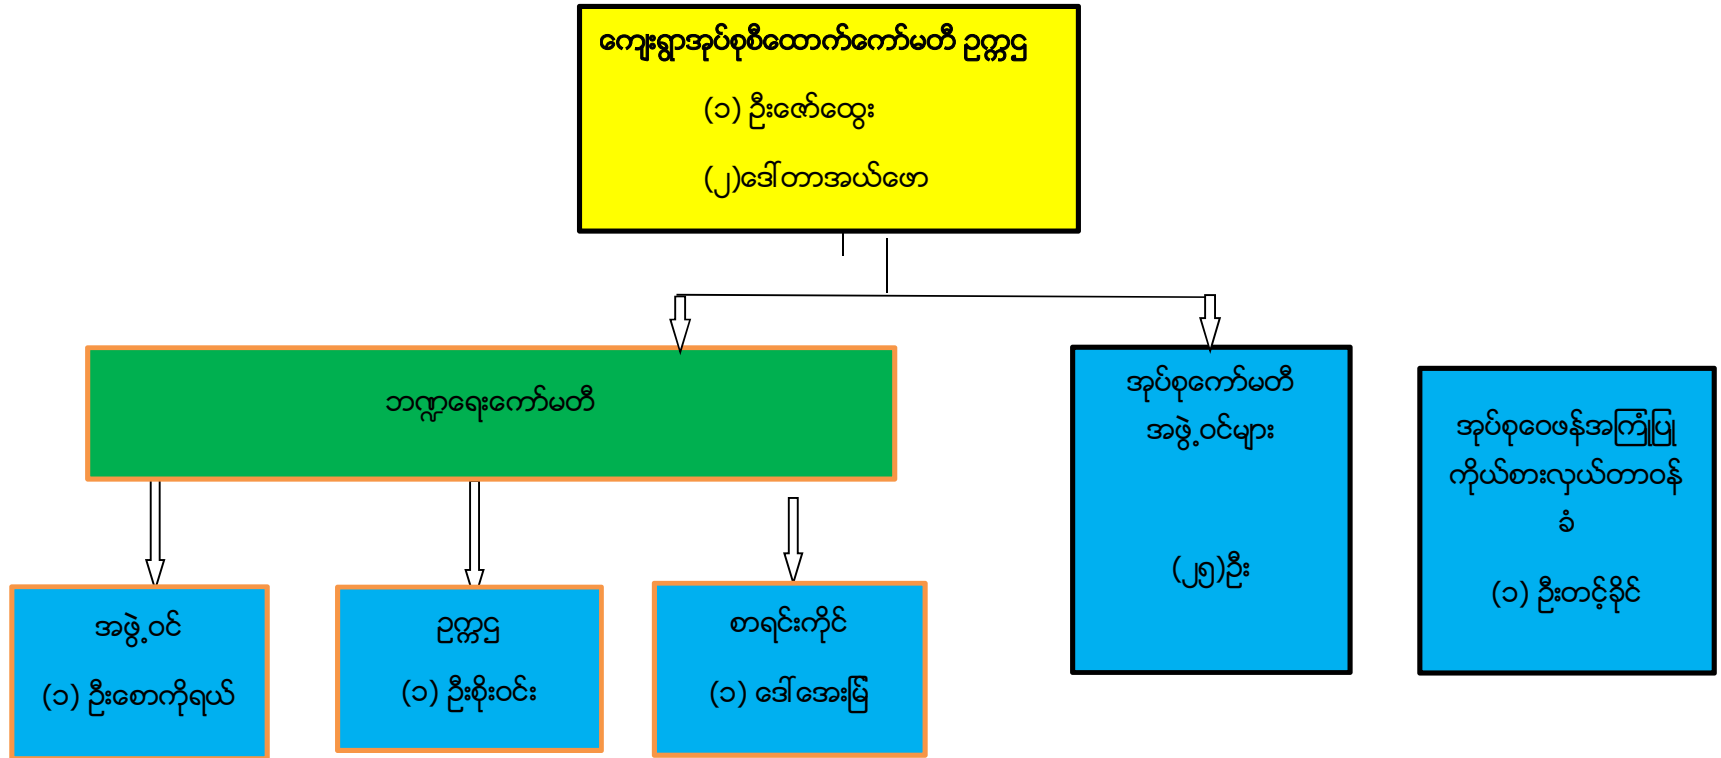 ကျေးရွာအုပ်စုစီထောက်ကော်မတီ ဥက္ကဌ
(၁) ဦးဇော်ထွေး
(၂)ဒေါ်တာအယ်ဖော
ဘဏ္ဍရေးကော်မတီ
အုပ်စုကော်မတီ
အဖွဲ့ဝင်များ
(၂၅)ဦး
အုပ်စုဝေဖန်အကြံပြု
ကိုယ်စားလှယ်တာဝန်
ခံ
(၁) ဦးတင့်ခိုင်
အဖွဲ့ဝင်
(၁) ဦးစောကိုရယ်
ဥက္ကဌ
(၁) ဦးစိုးဝင်း
စာရင်းကိုင်
(၁) ဒေါ်အေးမြ